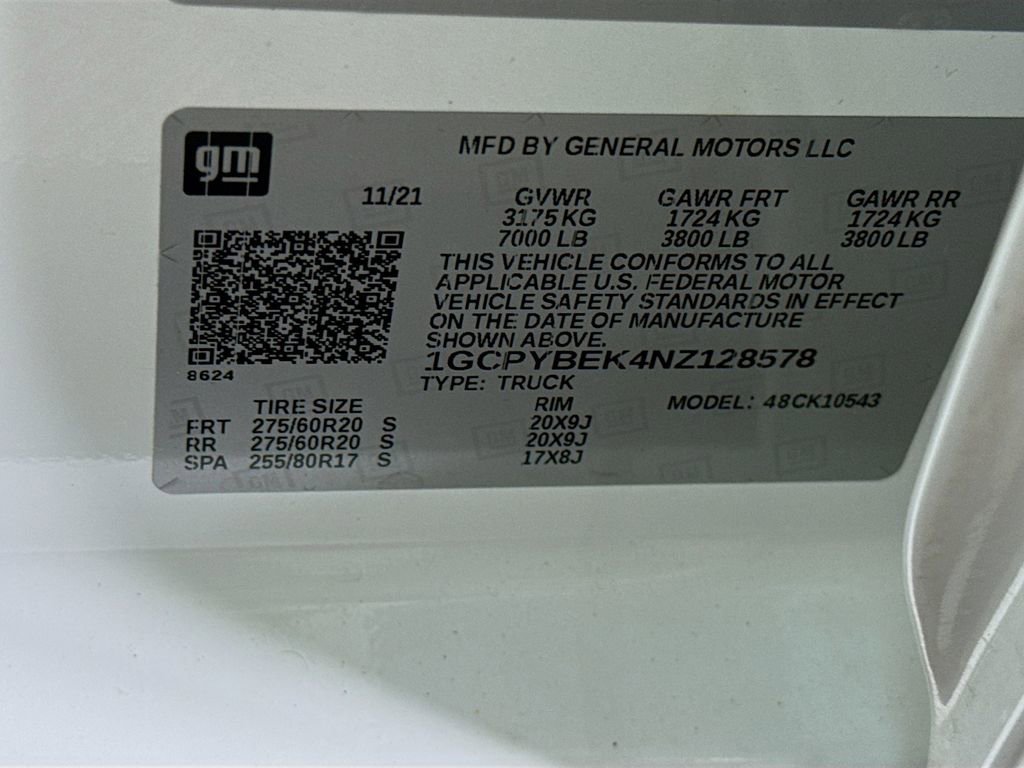 gm
MFD BY GENERAL MOTORS LLC
11/21 GVWR GAWR FRT GAWR RR
3175 KG 1724 KG 1724 KG
7000 LB 3800 LB 3800 LB
THIS VEHICLE CONFORMS TO ALL
APPLICABLE U.S. FEDERAL MOTOR
VEHICLE SAFETY STANDARDS IN EFFECT
ON THE DATE OF MANUFACTURE
SHOWN ABOVE.
1GCPYBEK4NZ128578
8624
TYPE: TRUCK
TIRE SIZE RIM MODEL: 48CK10543
FRT 275/60R20 S 20X9J
RR 275/60R20 S 20X9J
SPA 255/80R17 S 17X8J